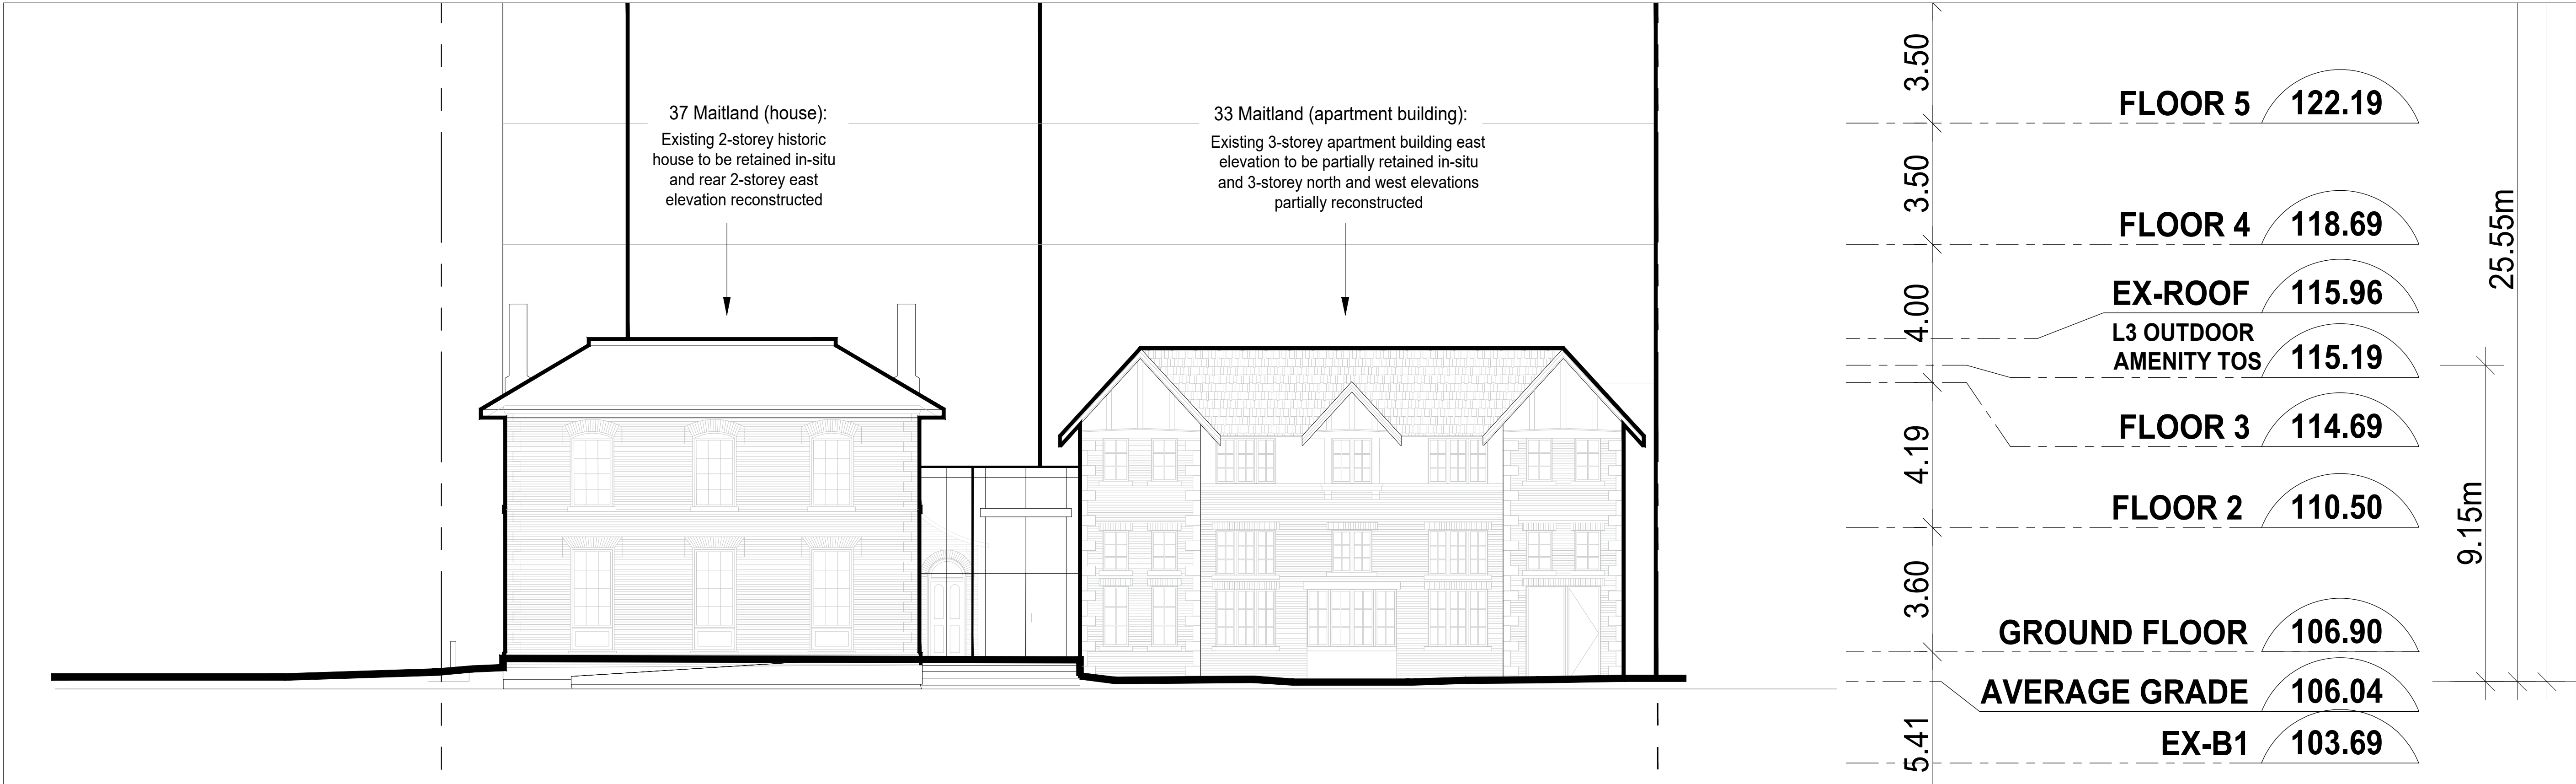 37 Maitland (house):
Existing 2-storey historic
house to be retained in-situ
and rear 2-storey east
elevation reconstructed
33 Maitland (apartment building):
Existing 3-storey apartment building east
elevation to be partially retained in-situ
and 3-storey north and west elevations
partially reconstructed
3.50
3.50
4.00
4.19
3.60
5.41
FLOOR 5 122.19
FLOOR 4 118.69
EX-ROOF 115.96
L3 OUTDOOR
AMENITY TOS 115.19
FLOOR 3 114.69
FLOOR 2 110.50
GROUND FLOOR 106.90
AVERAGE GRADE 106.04
EX-B1 103.69
9.15m
25.55m